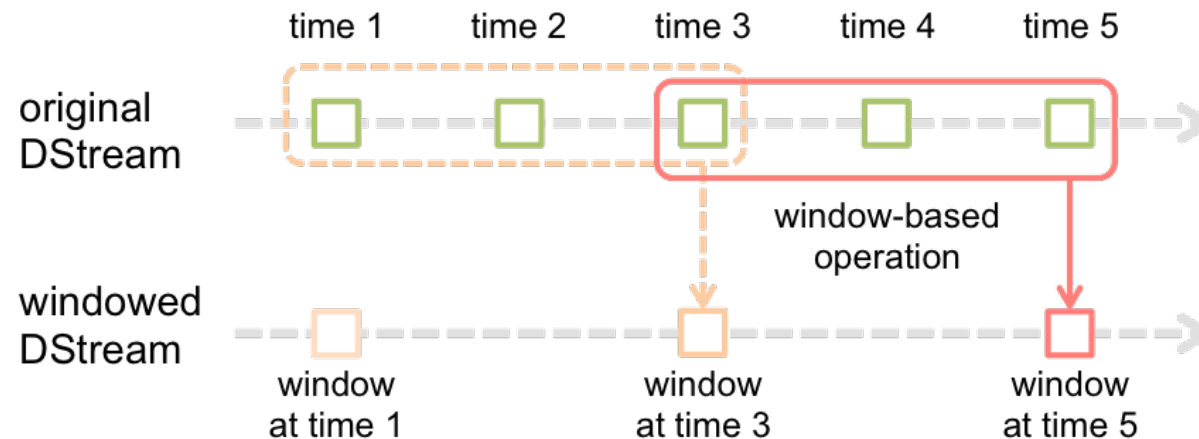 time 1 time 2 time 3 time 4 time 5
original
DStream
window-based
operation
windowed
DStream
window
at time 1
window
at time 3
window
at time 5